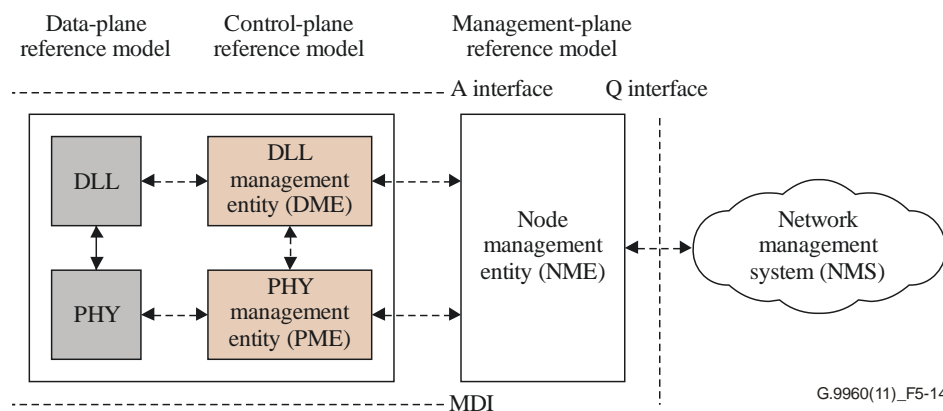 Data-plane
reference model
Control-plane
reference model
Management-plane
reference model
A interface
Q interface
DLL
DLL
management
entity (DME)
PHY
PHY
management
entity (PME)
Node
management
entity (NME)
Network
management
system (NMS)
MDI
G.9960(11)_F5-14